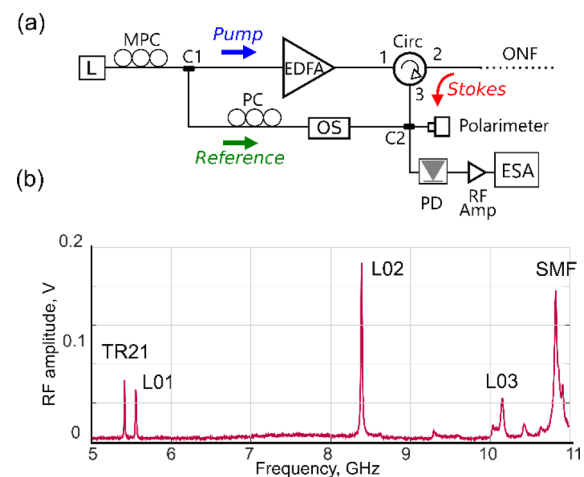 (a)
MPC
Pump
Circ
L
C1
EDFA
1
2
ONF
3
Stokes
PC
OS
C2
Polarimeter
Reference
PD
RF
Amp
ESA
(b)
0.2
0.1
0
RF amplitude, V
TR21
L01
L02
L03
SMF
5
6
7
8
9
10
11
Frequency, GHz